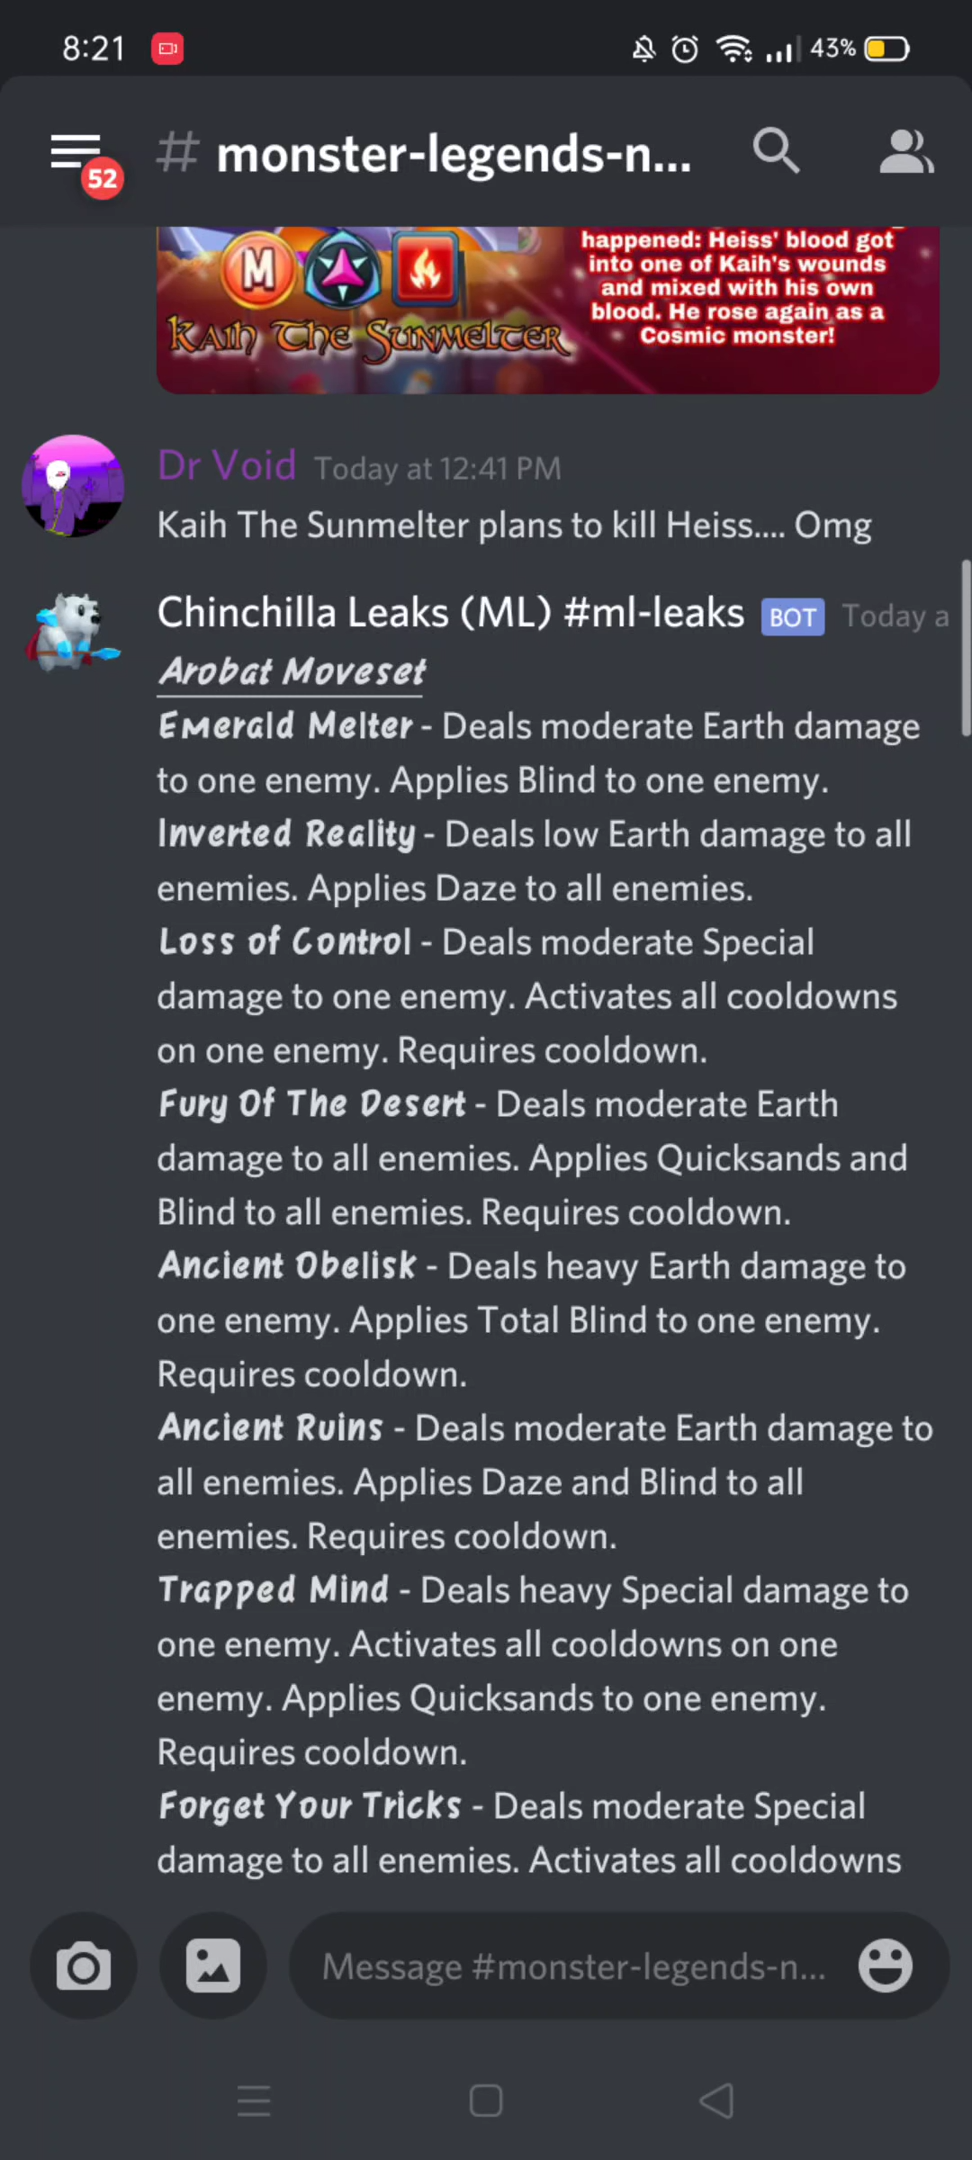 8:21
43%
52
# monster-legends-n...
happened: Heiss' blood got
into one of Kaih's wounds
and mixed with his own
blood. He rose again as a
Cosmic monster!
M
Kaih The Sunmelter
Dr Void Today at 12:41 PM
Kaih The Sunmelter plans to kill Heiss.... Omg
Chinchilla Leaks (ML) #ml-leaks BOT Today a
Arobat Moveset
Emerald Melter - Deals moderate Earth damage
to one enemy. Applies Blind to one enemy.
Inverted Reality - Deals low Earth damage to all
enemies. Applies Daze to all enemies.
Loss of Control - Deals moderate Special
damage to one enemy. Activates all cooldowns
on one enemy. Requires cooldown.
Fury Of The Desert - Deals moderate Earth
damage to all enemies. Applies Quicksands and
Blind to all enemies. Requires cooldown.
Ancient Obelisk - Deals heavy Earth damage to
one enemy. Applies Total Blind to one enemy.
Requires cooldown.
Ancient Ruins - Deals moderate Earth damage to
all enemies. Applies Daze and Blind to all
enemies. Requires cooldown.
Trapped Mind - Deals heavy Special damage to
one enemy. Activates all cooldowns on one
enemy. Applies Quicksands to one enemy.
Requires cooldown.
Forget Your Tricks - Deals moderate Special
damage to all enemies. Activates all cooldowns
Message #monster-legends-n...